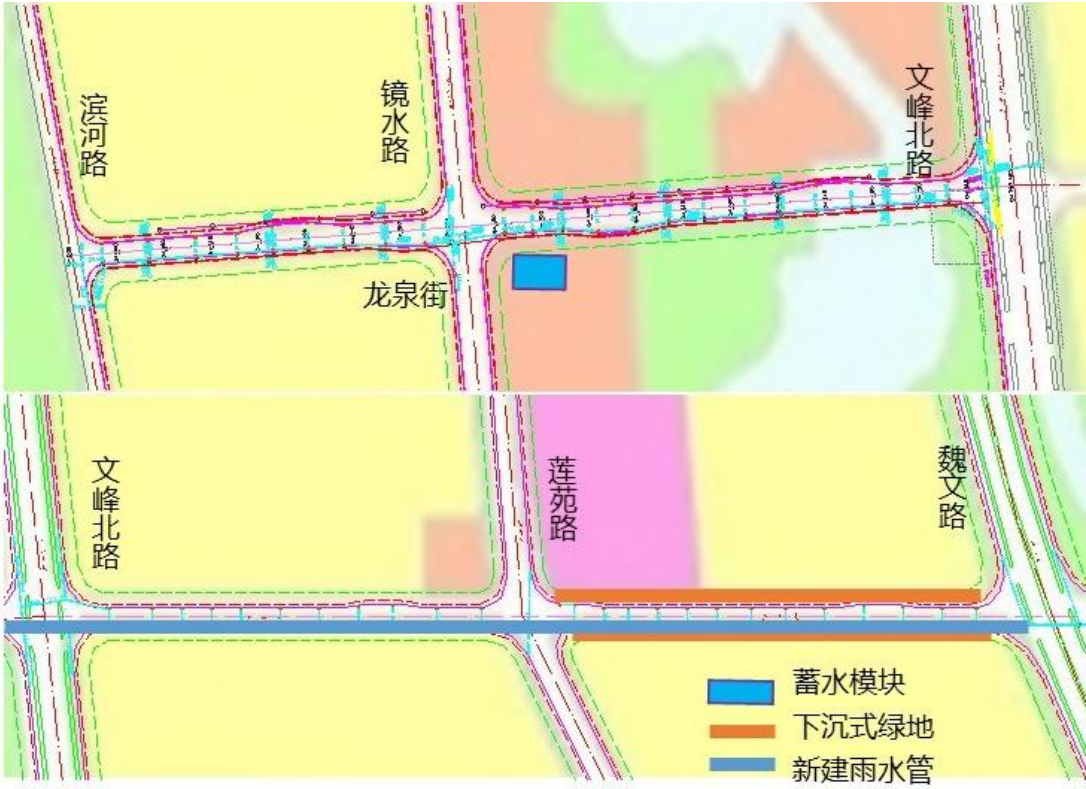 滨河路
镜水路
文峰北路
龙泉街
文峰北路
莲苑路
魏文路
蓄水模块
下沉式绿地
新建雨水管